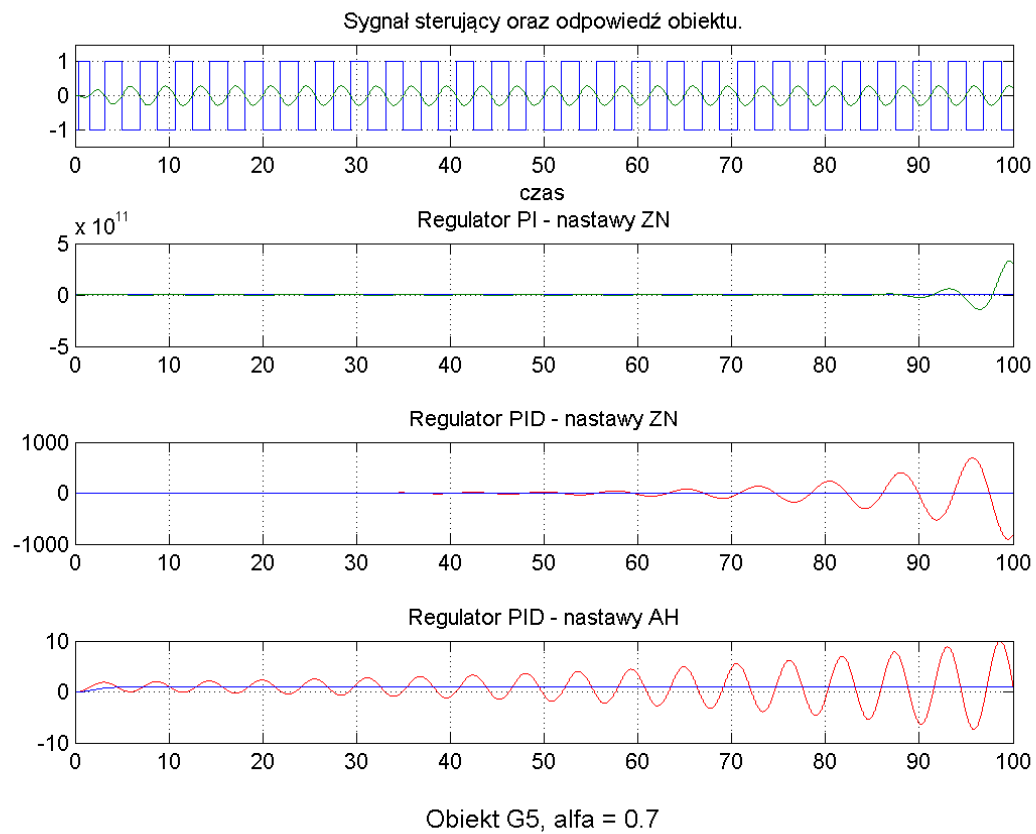 Sygnał sterujący oraz odpowiedź obiektu.
1
0
-1
0 10 20 30 40 50 60 70 80 90 100
czas
x 10^11
Regulator PI - nastawy ZN
5
0
-5
0 10 20 30 40 50 60 70 80 90 100
Regulator PID - nastawy ZN
1000
0
-1000
0 10 20 30 40 50 60 70 80 90 100
Regulator PID - nastawy AH
10
0
-10
0 10 20 30 40 50 60 70 80 90 100
Obiekt G5, alfa = 0.7